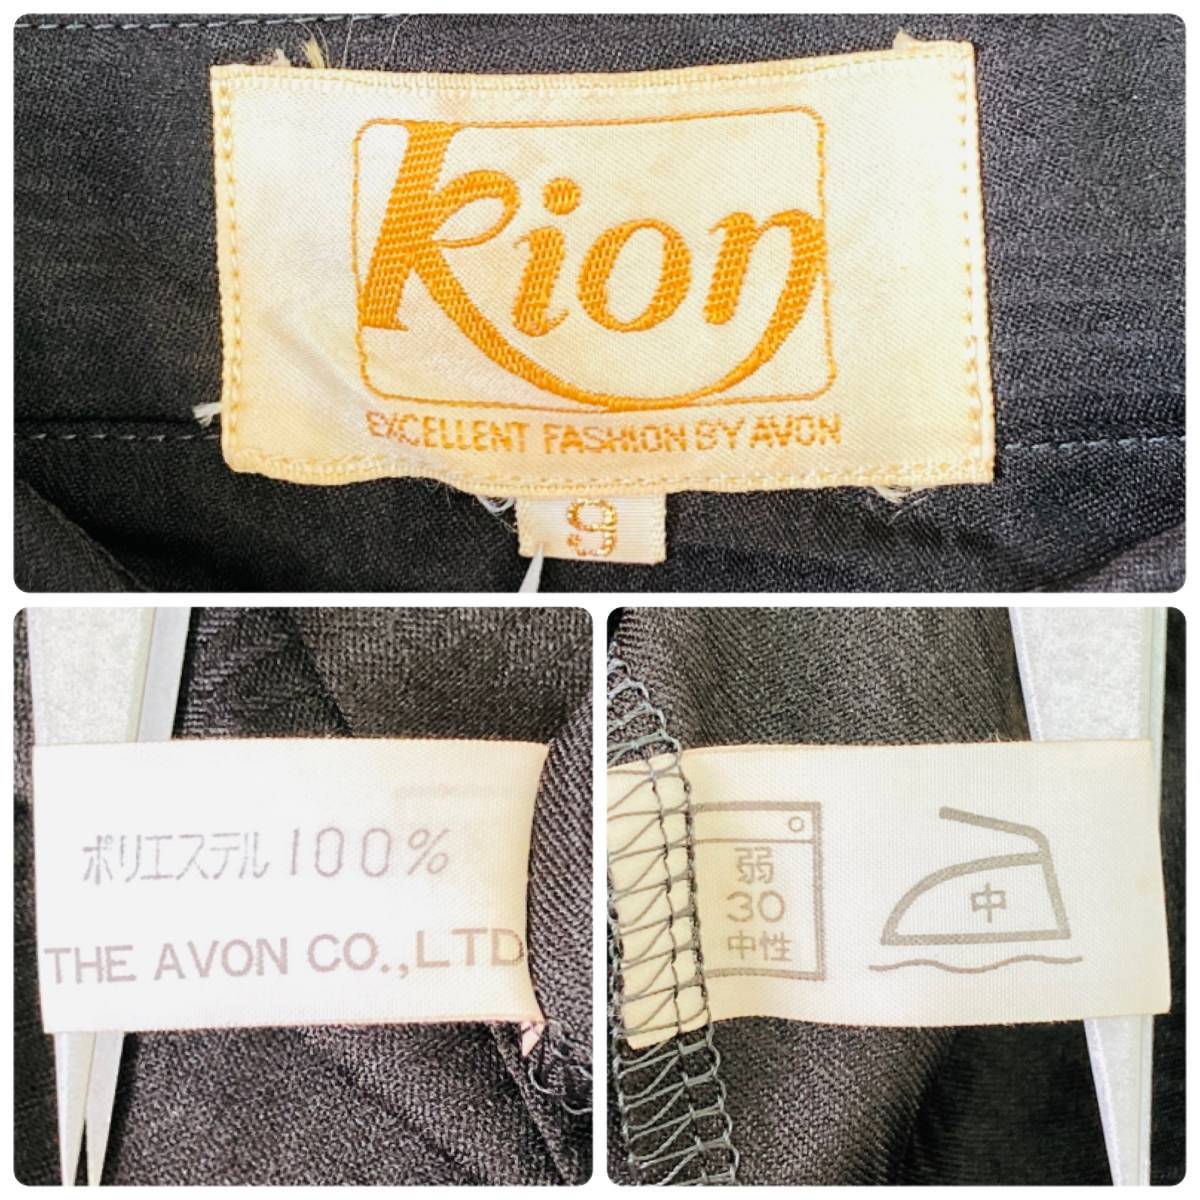 kion
EXCELLENT FASHION BY AVON
9
ポリエステル100%
THE AVON CO.,LTD
弱
30
中性
中